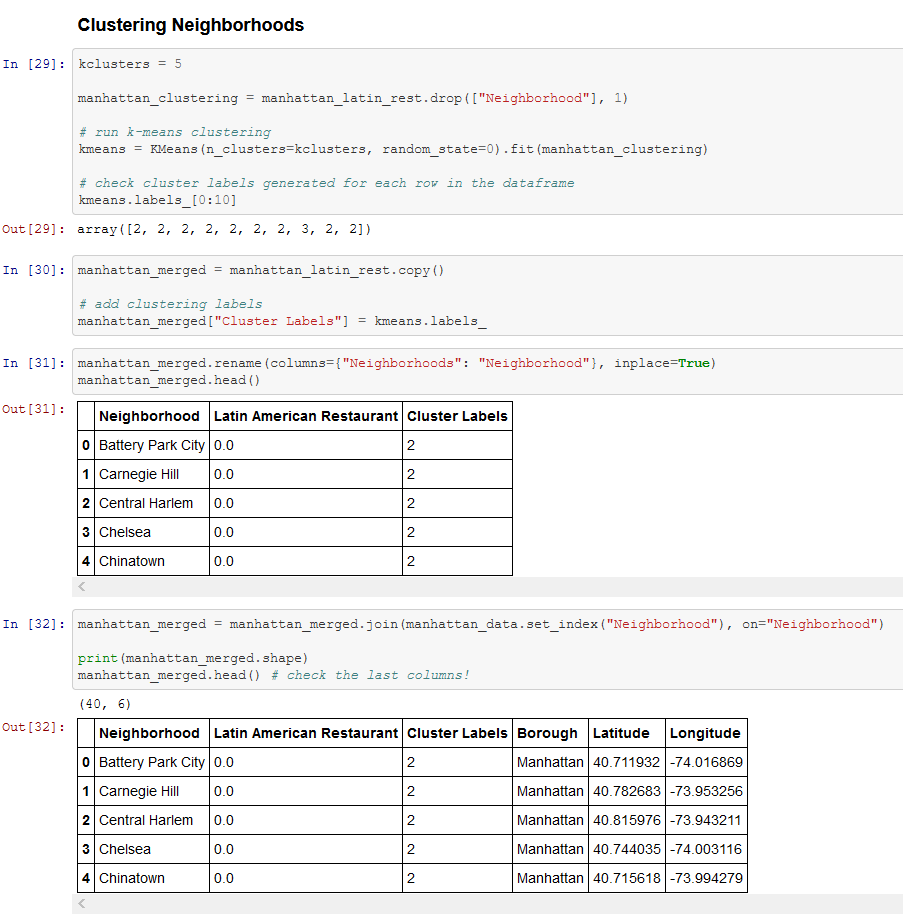 Clustering Neighborhoods
In [29]: kclusters = 5
manhattan_clustering = manhattan_latin_rest.drop(["Neighborhood"], 1)
# run k-means clustering
kmeans = KMeans(n_clusters=kclusters, random_state=0).fit(manhattan_clustering)
# check cluster labels generated for each row in the dataframe
kmeans.labels_[0:10]
Out[29]: array([2, 2, 2, 2, 2, 2, 2, 3, 2, 2])
In [30]: manhattan_merged = manhattan_latin_rest.copy()
# add clustering labels
manhattan_merged["Cluster Labels"] = kmeans.labels_
In [31]: manhattan_merged.rename(columns={"Neighborhoods": "Neighborhood"}, inplace=True)
manhattan_merged.head()
Out[31]:
Neighborhood Latin American Restaurant Cluster Labels
0 Battery Park City 0.0 2
1 Carnegie Hill 0.0 2
2 Central Harlem 0.0 2
3 Chelsea 0.0 2
4 Chinatown 0.0 2
In [32]: manhattan_merged = manhattan_merged.join(manhattan_data.set_index("Neighborhood"), on="Neighborhood")
print(manhattan_merged.shape)
manhattan_merged.head() # check the last columns!
(40, 6)
Out[32]:
Neighborhood Latin American Restaurant Cluster Labels Borough Latitude Longitude
0 Battery Park City 0.0 2 Manhattan 40.711932 -74.016869
1 Carnegie Hill 0.0 2 Manhattan 40.782683 -73.953256
2 Central Harlem 0.0 2 Manhattan 40.815976 -73.943211
3 Chelsea 0.0 2 Manhattan 40.744035 -74.003116
4 Chinatown 0.0 2 Manhattan 40.715618 -73.994279